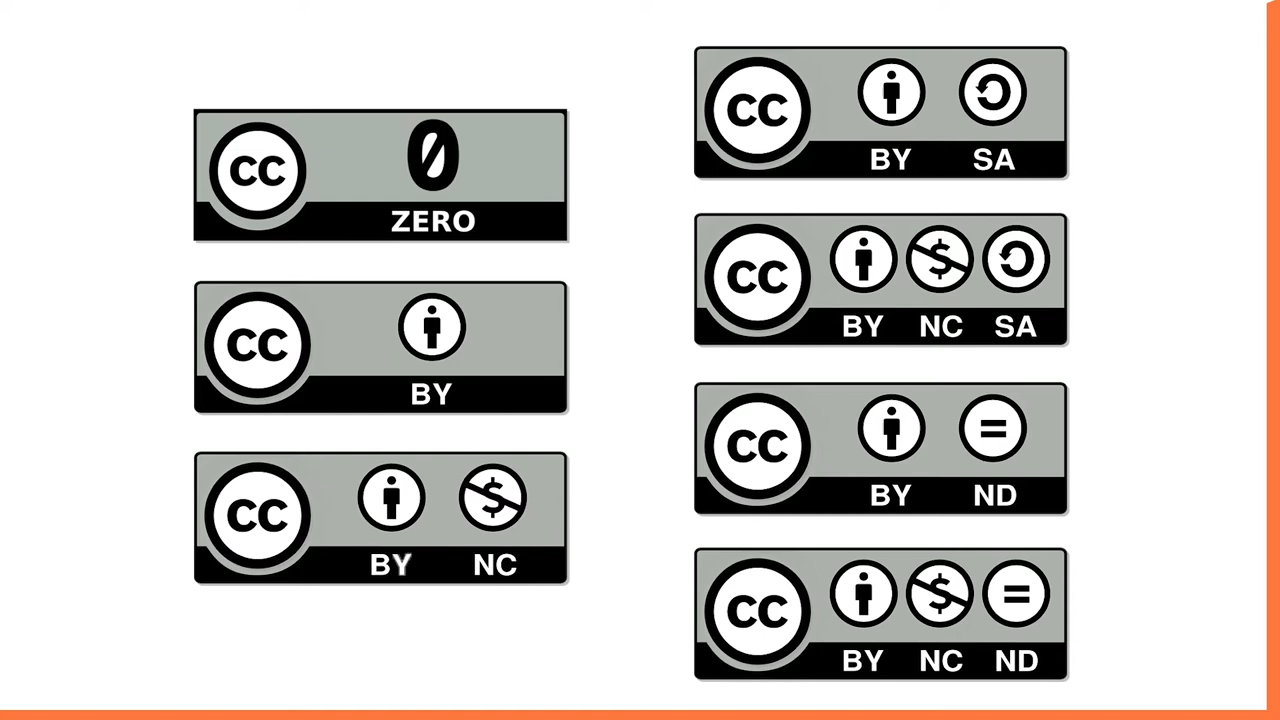 CC 0
ZERO
CC
BY
CC $
BY NC
CC
BY SA
CC $
BY NC SA
CC =
BY ND
CC $ =
BY NC ND